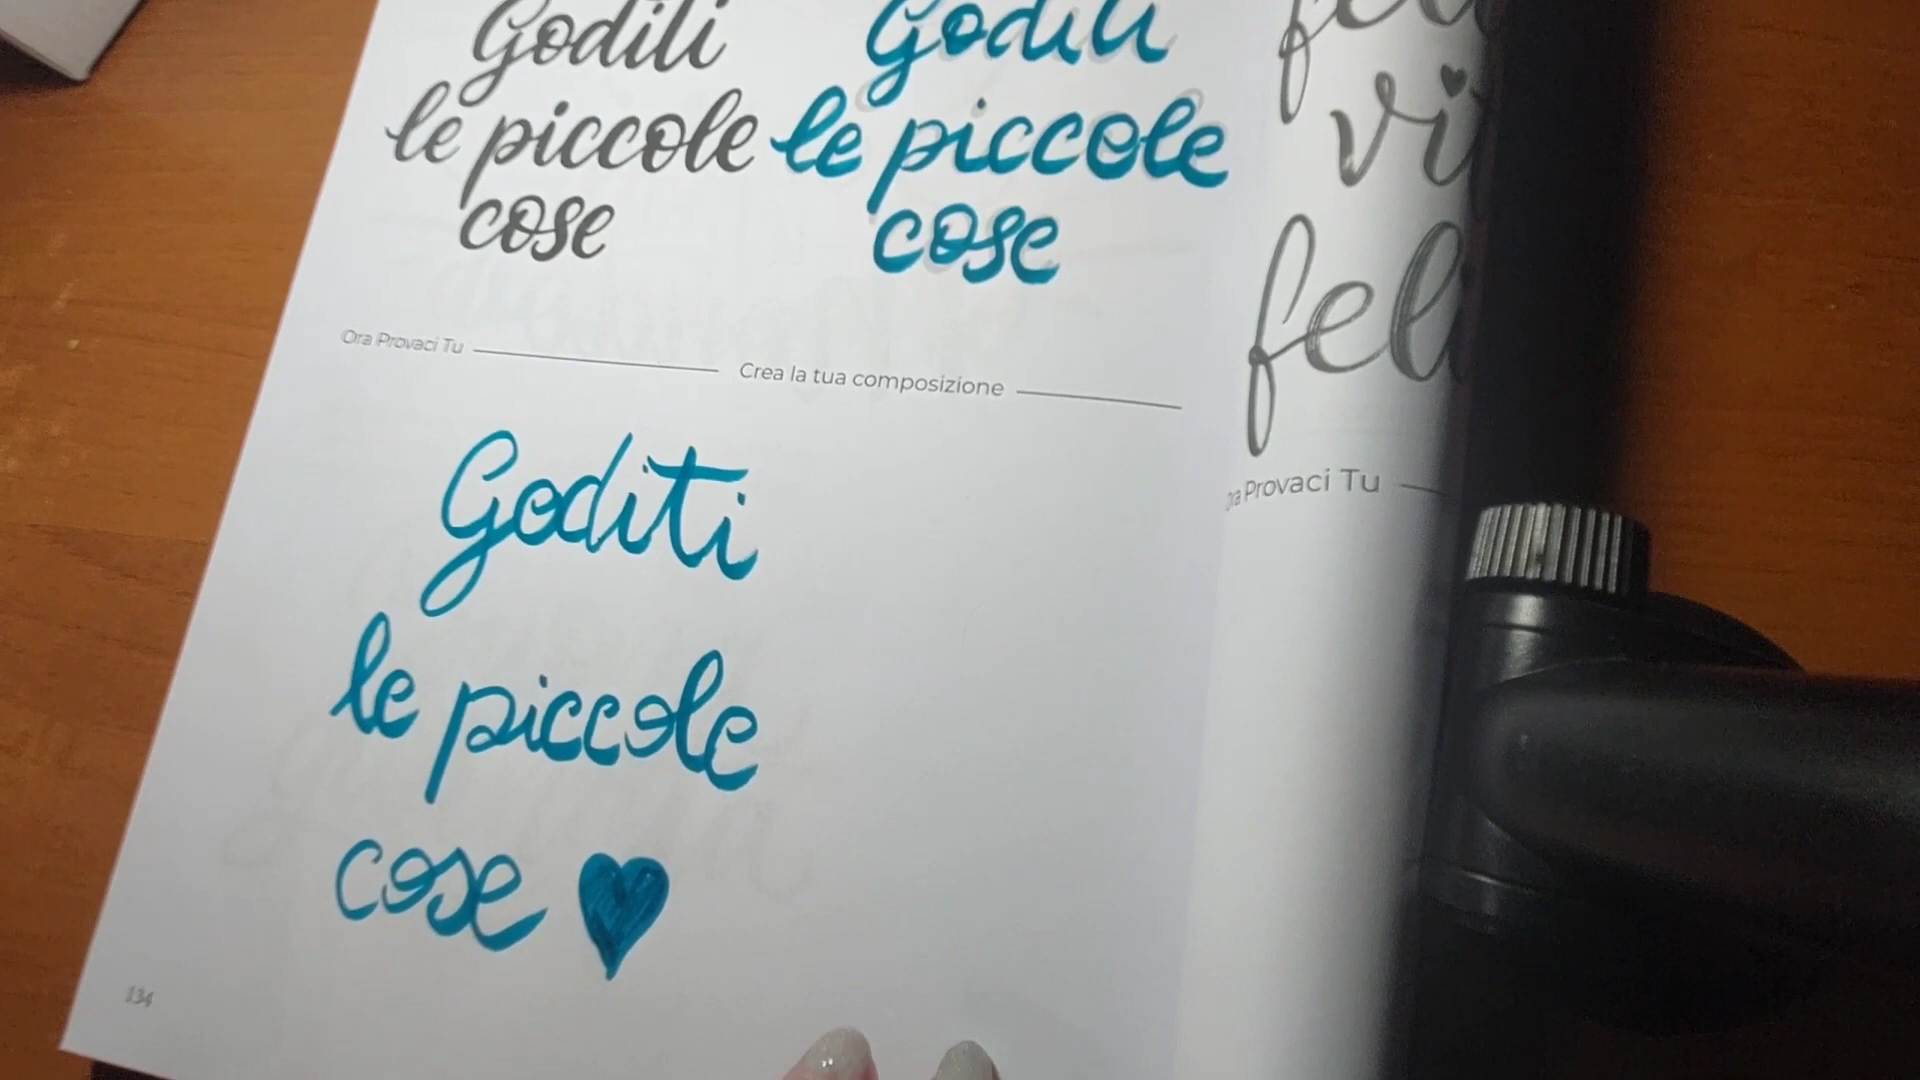 Goditi
le piccole
cose
Goditi
le piccole
cose
Ora Provaci Tu
Crea la tua composizione
Goditi
le piccole
cose
134
vi
fel
Ora Provaci Tu